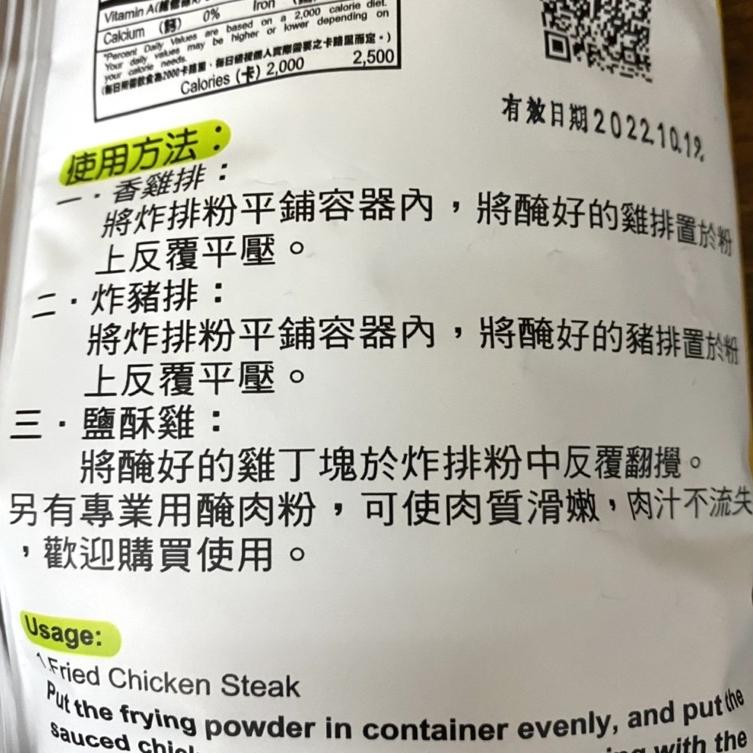 Vitamin A
Calcium (鈣) 0% Iron
*Percent Daily Values are based on a 2,000 calorie diet.
Your daily values may be higher or lower depending on
your calorie needs.
Calories (卡) 2,000 2,500
有效日期2022.10.19.
使用方法：
一．香雞排：
將炸排粉平鋪容器內，將醃好的雞排置於粉
上反覆平壓。
二．炸豬排：
將炸排粉平鋪容器內，將醃好的豬排置於粉
上反覆平壓。
三．鹽酥雞：
將醃好的雞丁塊於炸排粉中反覆翻攪。
另有專業用醃肉粉，可使肉質滑嫩，肉汁不流失
，歡迎購買使用。
Usage:
1.Fried Chicken Steak
Put the frying powder in container evenly, and put the
sauced
with the